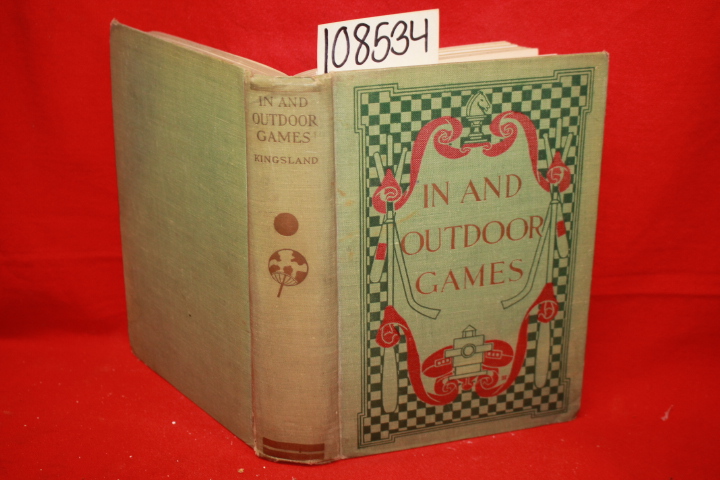 108534
IN AND
OUTDOOR
GAMES
KINGSLAND
IN AND
OUTDOOR
GAMES